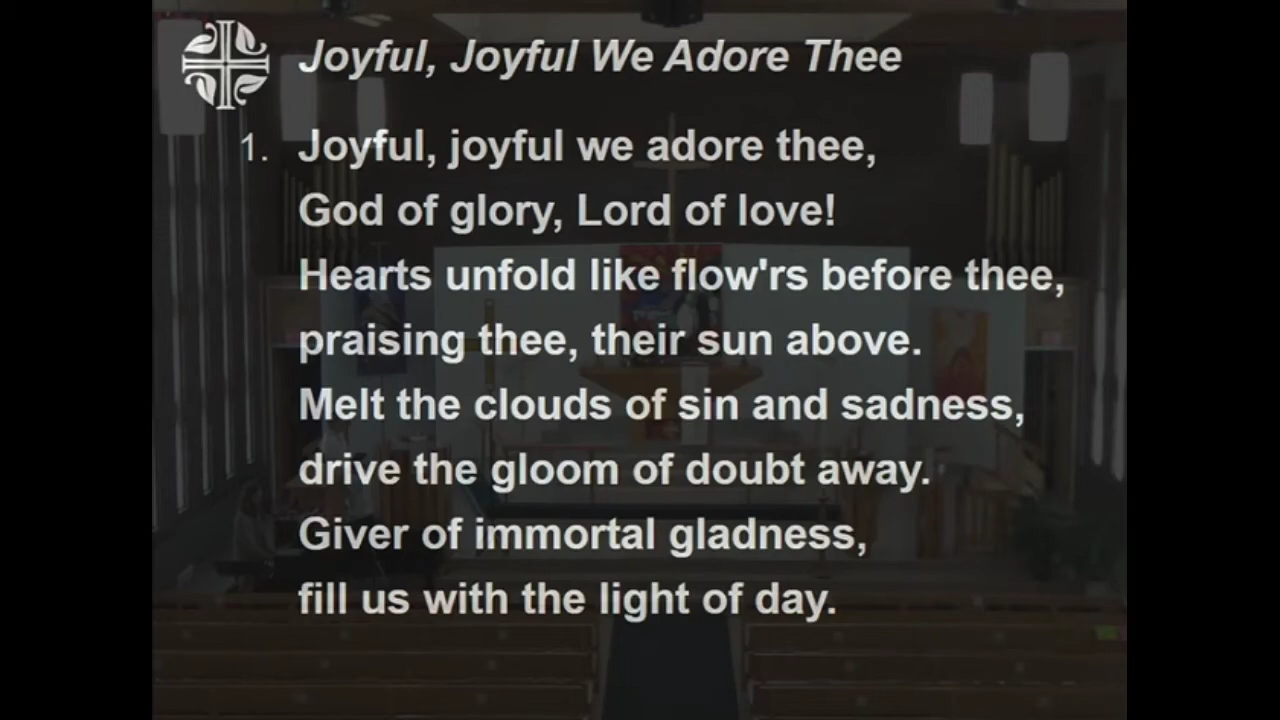 Joyful, Joyful We Adore Thee
1. Joyful, joyful we adore thee,
God of glory, Lord of love!
Hearts unfold like flow'rs before thee,
praising thee, their sun above.
Melt the clouds of sin and sadness,
drive the gloom of doubt away.
Giver of immortal gladness,
fill us with the light of day.